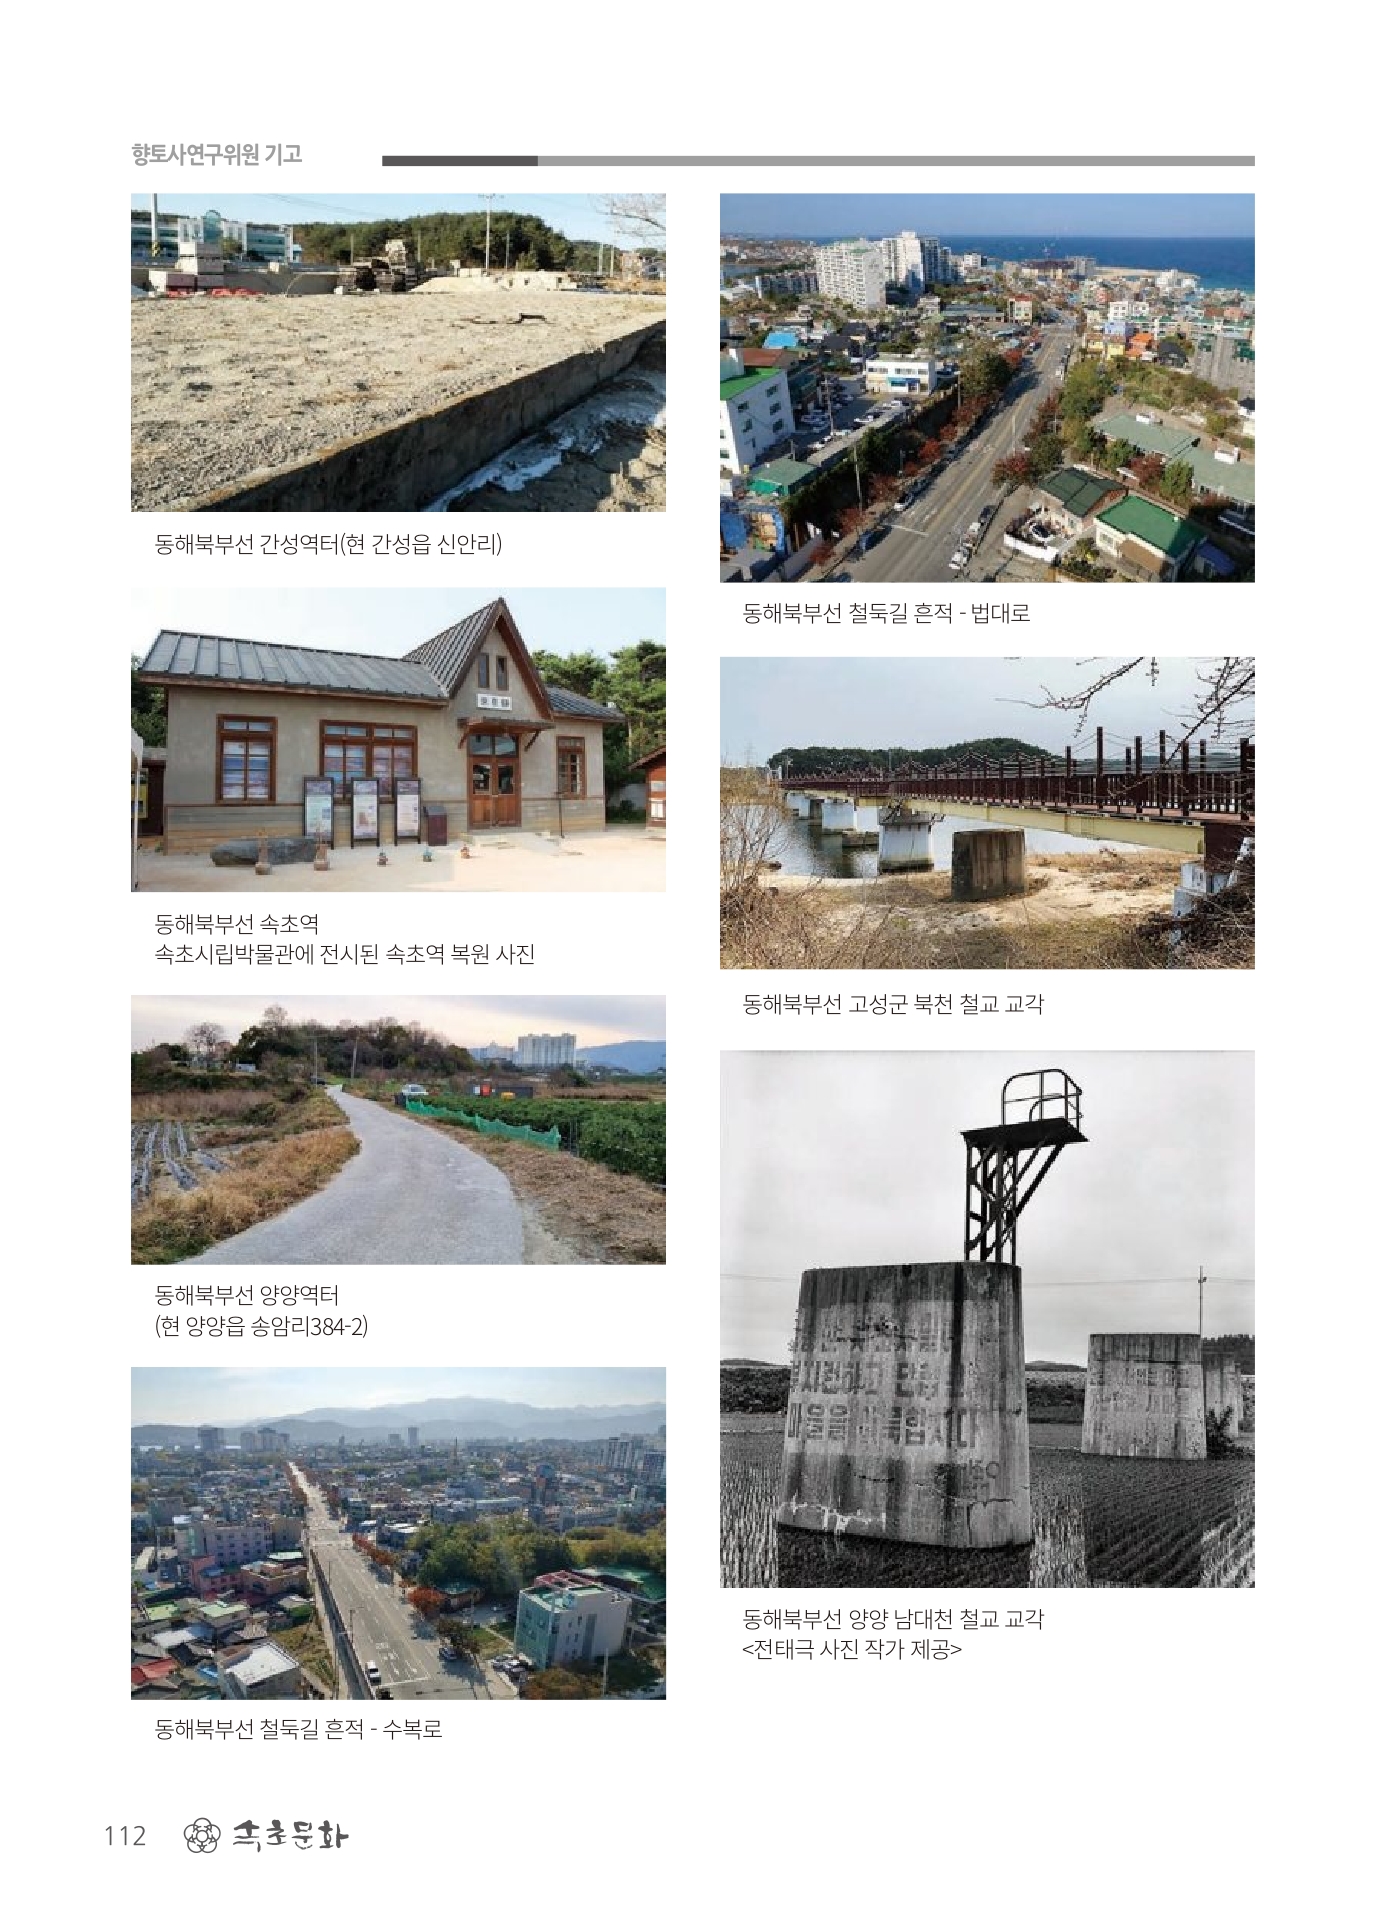 향토사연구위원 기고
동해북부선 간성역터(현 간성읍 신안리)
동해북부선 속초역
속초시립박물관에 전시된 속초역 복원 사진
동해북부선 양양역터
(현 양양읍 송암리384-2)
동해북부선 철둑길 흔적 - 수복로
동해북부선 철둑길 흔적 - 법대로
동해북부선 고성군 북천 철교 교각
동해북부선 양양 남대천 철교 교각
<전태극 사진 작가 제공>
112 속초문화